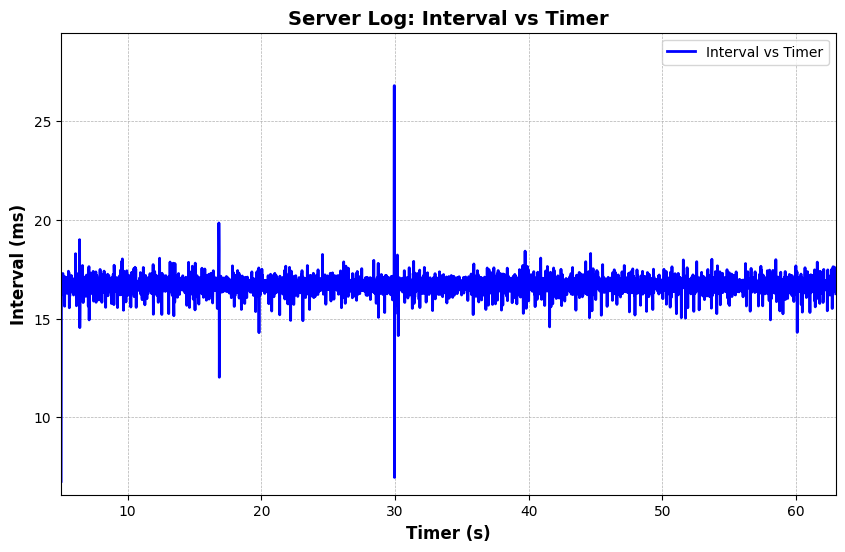 Server Log: Interval vs Timer
Interval vs Timer
Interval (ms)
25
20
15
10
10 20 30 40 50 60
Timer (s)